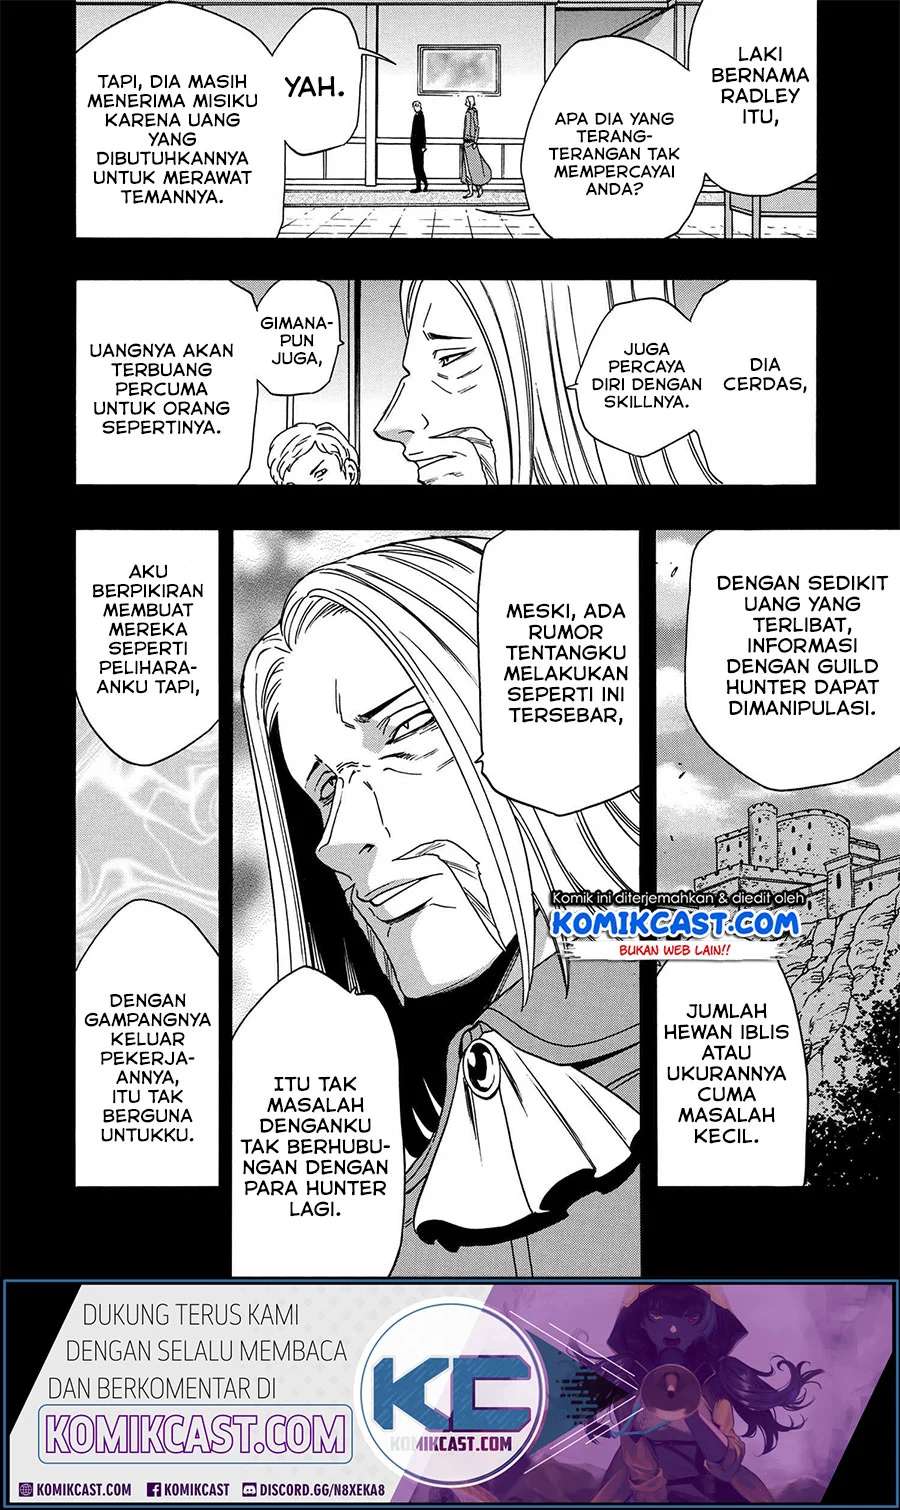 LAKI
BERNAMA
RADLEY
ITU,
APA DIA YANG
TERANG-
TERANGAN TAK
MEMPERCAYAI
ANDA?
YAH.
TAPI, DIA MASIH
MENERIMA MISIKU
KARENA UANG
YANG
DIBUTUHKANNYA
UNTUK MERAWAT
TEMANNYA.
DIA
CERDAS,
JUGA
PERCAYA
DIRI DENGAN
SKILLNYA.
GIMANA-
PUN
JUGA,
UANGNYA AKAN
TERBUANG
PERCUMA
UNTUK ORANG
SEPERTINYA.
DENGAN SEDIKIT
UANG YANG
TERLIBAT,
INFORMASI
DENGAN GUILD
HUNTER DAPAT
DIMANIPULASI.
JUMLAH
HEWAN IBLIS
ATAU
UKURANNYA
CUMA
MASALAH
KECIL.
MESKI, ADA
RUMOR
TENTANGKU
MELAKUKAN
SEPERTI INI
TERSEBAR,
ITU TAK
MASALAH
DENGANKU
TAK BERHUBU-
NGAN DENGAN
PARA HUNTER
LAGI.
AKU
BERPIKIRAN
MEMBUAT
MEREKA
SEPERTI
PELIHARA-
ANKU TAPI,
DENGAN
GAMPANGNYA
KELUAR
PEKERJA-
ANNYA,
ITU TAK
BERGUNA
UNTUKKU.
Komik ini diterjemahkan & diedit oleh
KOMIKCAST.COM
BUKAN WEB LAIN!!
DUKUNG TERUS KAMI
DENGAN SELALU MEMBACA
DAN BERKOMENTAR DI
KOMIKCAST.COM
KOMIKCAST.COM
KOMIKCAST
DISCORD.GG/N8XEKA8
KC
KOMIKCAST.COM